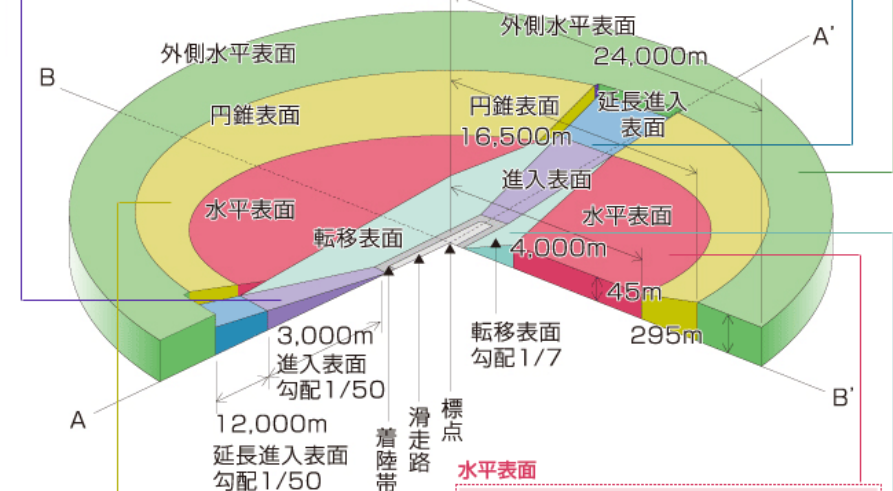 外側水平表面
A'
外側水平表面
24,000m
B
円錐表面
円錐表面
延長進入
表面
16,500m
進入表面
水平表面
水平表面
転移表面
4,000m
45m
295m
3,000m
進入表面
勾配1/50
転移表面
勾配1/7
A
B'
12,000m
延長進入表面
勾配1/50
着陸帯
滑走路
標点
水平表面